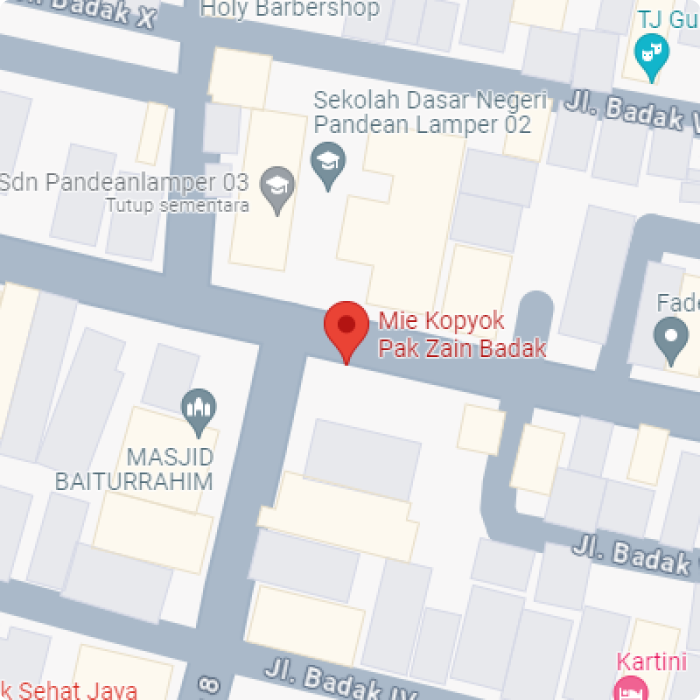 Badak X
Holy Barbershop
TJ Gu
Sekolah Dasar Negeri
Pandean Lamper 02
Jl. Badak V
Sdn Pandeanlamper 03
Tutup sementara
Mie Kopyok
Pak Zain Badak
Fade
MASJID
BAITURRAHIM
Jl. Badak
Kartini
k Sehat Jaya
8
Jl. Badak IV